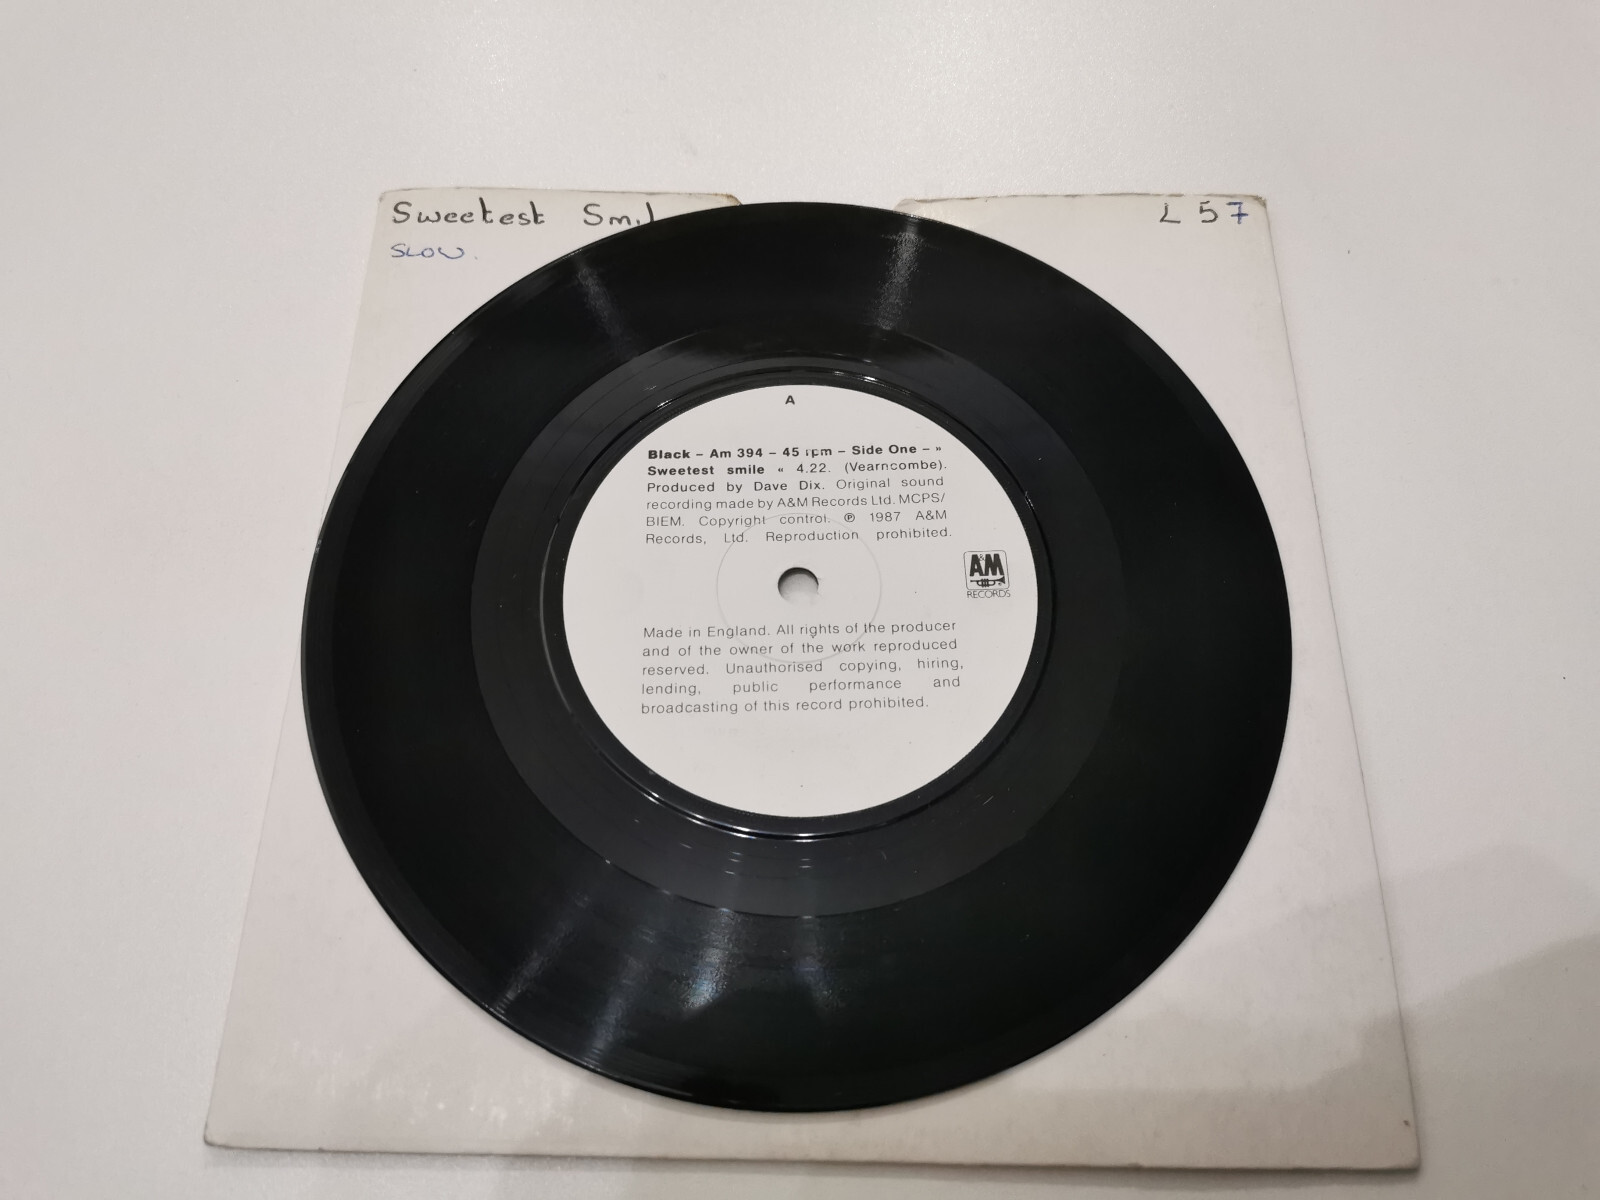 Sweetest Smil
L 57
SLOW.
A
Black – Am 394 – 45 rpm – Side One – »
Sweetest smile « 4.22. (Vearncombe).
Produced by Dave Dix. Original sound
recording made by A&M Records Ltd. MCPS/
BIEM. Copyright control. ℗ 1987 A&M
Records, Ltd. Reproduction prohibited.
A&M
RECORDS
Made in England. All rights of the producer
and of the owner of the work reproduced
reserved. Unauthorised copying, hiring,
lending, public performance and
broadcasting of this record prohibited.